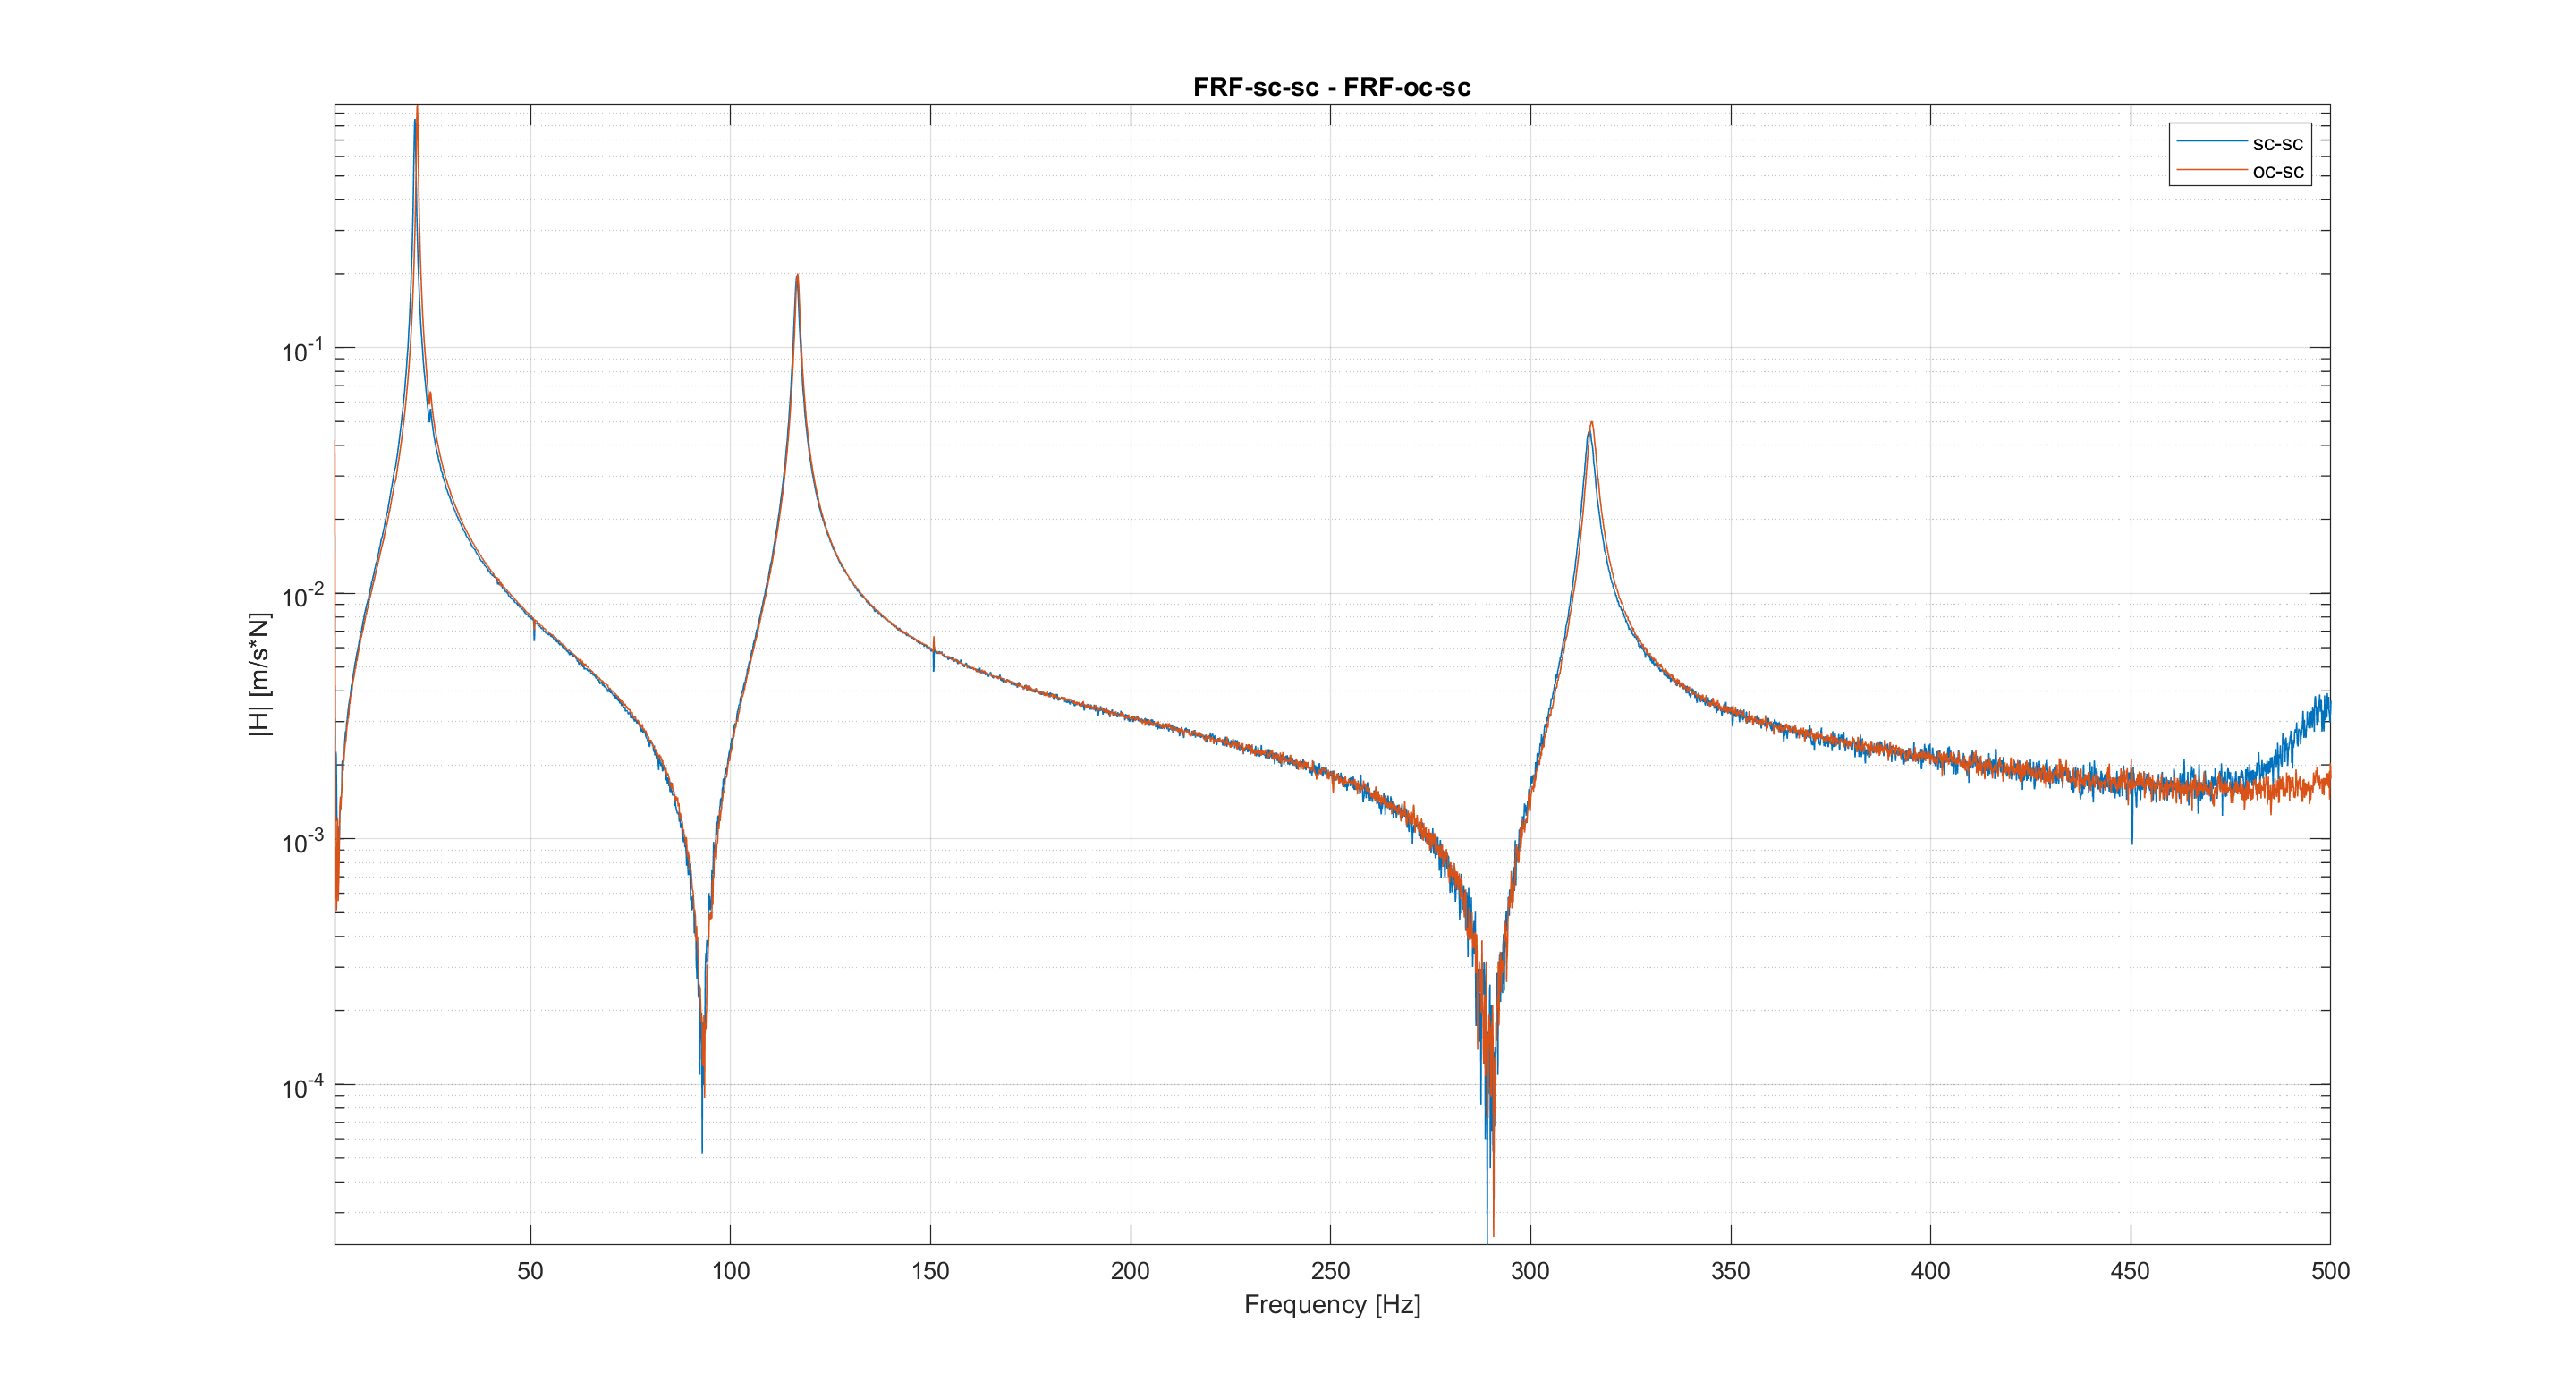 FRF-sc-sc - FRF-oc-sc
sc-sc
oc-sc
|H| [m/s*N]
10^-1
10^-2
10^-3
10^-4
50 100 150 200 250 300 350 400 450 500
Frequency [Hz]